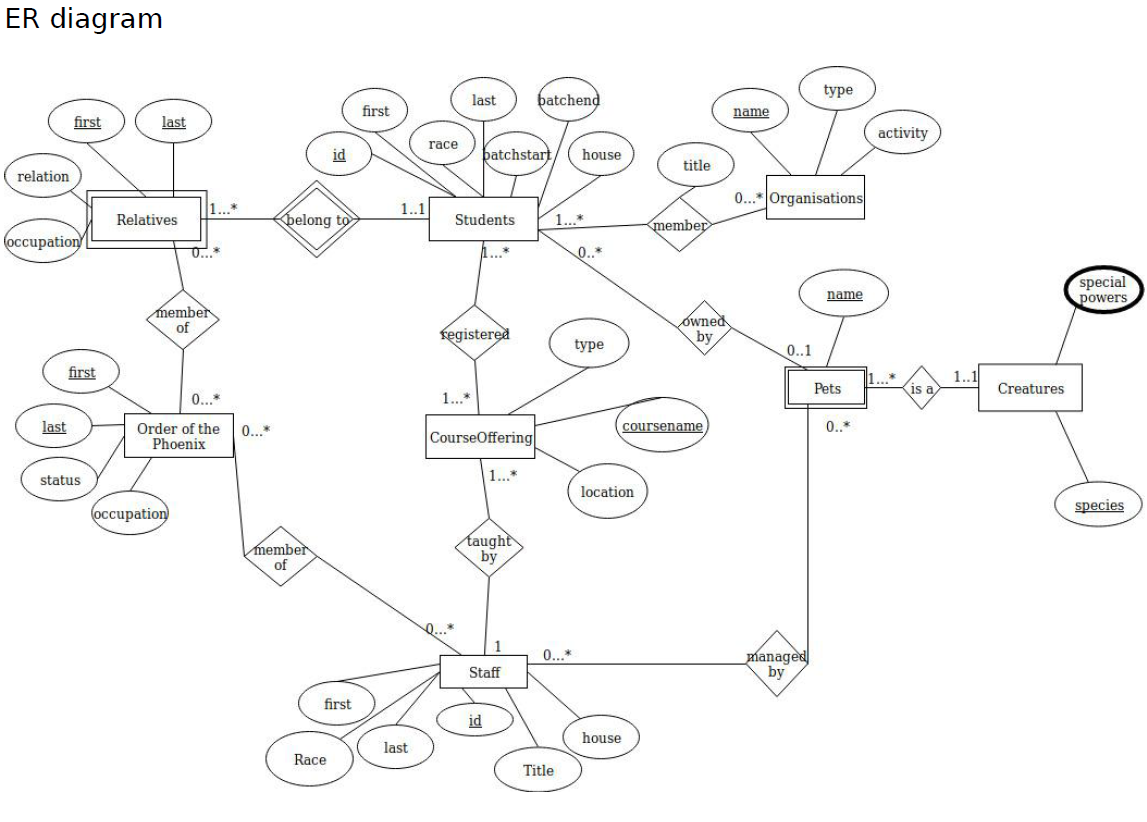 ER diagram
type
last
batchend
first
name
first
last
activity
race
id
batchstart
house
title
relation
Relatives
1...*
belong to
1..1
Students
1...*
member
0...*
Organisations
occupation
0...*
1...*
0..*
special
powers
name
member
of
registered
owned
by
type
0..1
first
1...*
Pets
1...*
is a
1..1
Creatures
0...*
last
Order of the
Phoenix
0...*
CourseOffering
coursename
0..*
status
1...*
location
species
occupation
member
of
taught
by
0...*
1
0...*
managed
by
Staff
first
id
house
Race
last
Title